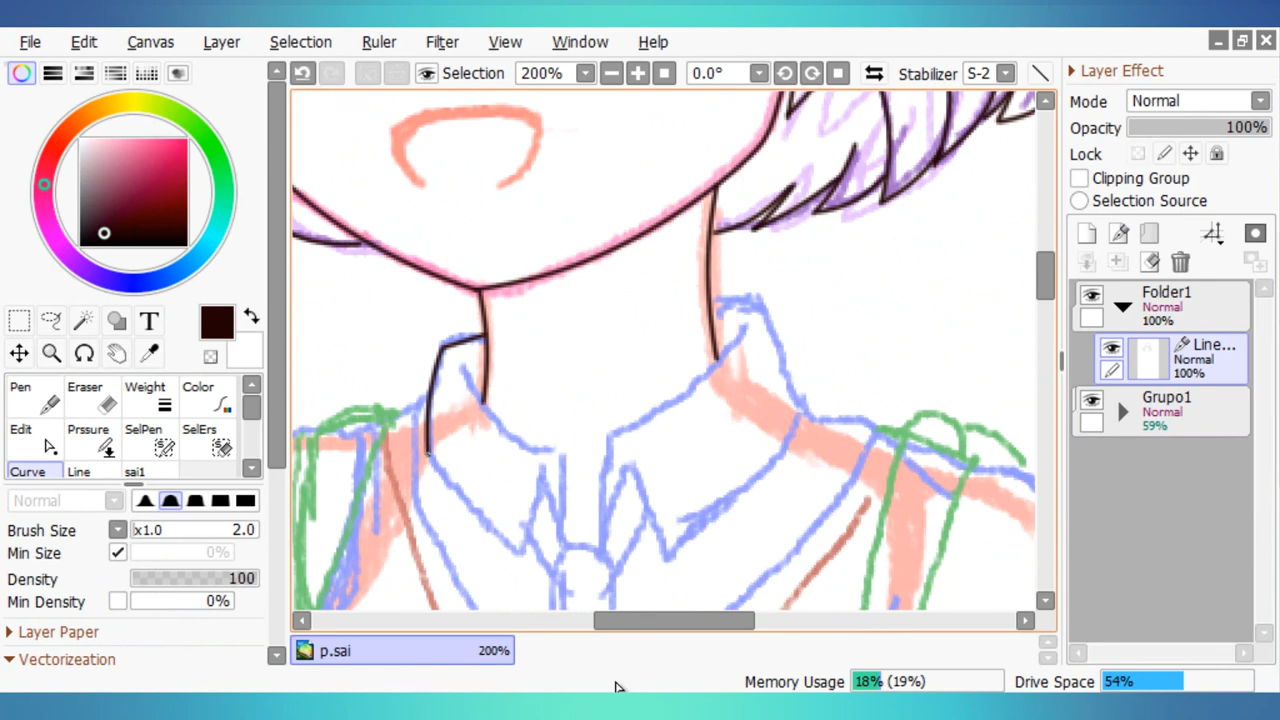 File Edit Canvas Layer Selection Ruler Filter View Window Help
Selection 200% 0.0° Stabilizer S-2
Layer Effect
Mode Normal
Opacity 100%
Lock
Clipping Group
Selection Source
T
Pen Eraser Weight Color
Edit Prssure SelPen SelErs
Curve Line sai1
Normal
Brush Size x1.0 2.0
Min Size 0%
Density 100
Min Density 0%
Layer Paper
Vectorizeation
Folder1
Normal
100%
Line...
Normal
100%
Grupo1
Normal
59%
p.sai 200%
Memory Usage 18% (19%) Drive Space 54%